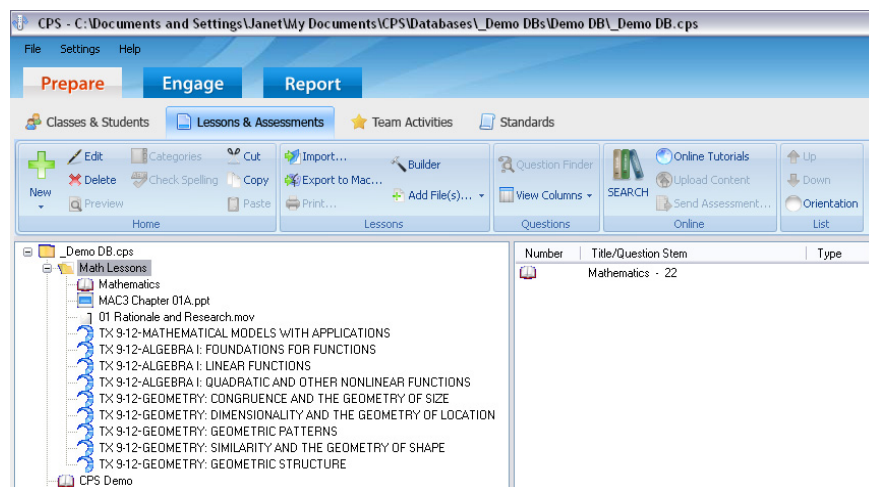 CPS - C:\Documents and Settings\Janet\My Documents\CPS\Databases\_Demo DBs\Demo DB\_Demo DB.cps
File Settings Help
Prepare Engage Report
Classes & Students Lessons & Assessments Team Activities Standards
New
Edit Categories Cut
Delete Check Spelling Copy
Preview Paste
Home
Import... Builder
Export to Mac...
Add File(s)...
Print...
Lessons
Question Finder
View Columns
Questions
SEARCH
Online Tutorials
Upload Content
Send Assessment...
Online
Up
Down
Orientation
List
_Demo DB.cps
Math Lessons
Mathematics
MAC3 Chapter 01A.ppt
01 Rationale and Research.mov
TX 9-12-MATHEMATICAL MODELS WITH APPLICATIONS
TX 9-12-ALGEBRA I: FOUNDATIONS FOR FUNCTIONS
TX 9-12-ALGEBRA I: LINEAR FUNCTIONS
TX 9-12-ALGEBRA I: QUADRATIC AND OTHER NONLINEAR FUNCTIONS
TX 9-12-GEOMETRY: CONGRUENCE AND THE GEOMETRY OF SIZE
TX 9-12-GEOMETRY: DIMENSIONALITY AND THE GEOMETRY OF LOCATION
TX 9-12-GEOMETRY: GEOMETRIC PATTERNS
TX 9-12-GEOMETRY: SIMILARITY AND THE GEOMETRY OF SHAPE
TX 9-12-GEOMETRY: GEOMETRIC STRUCTURE
CPS Demo
Number Title/Question Stem Type
Mathematics - 22